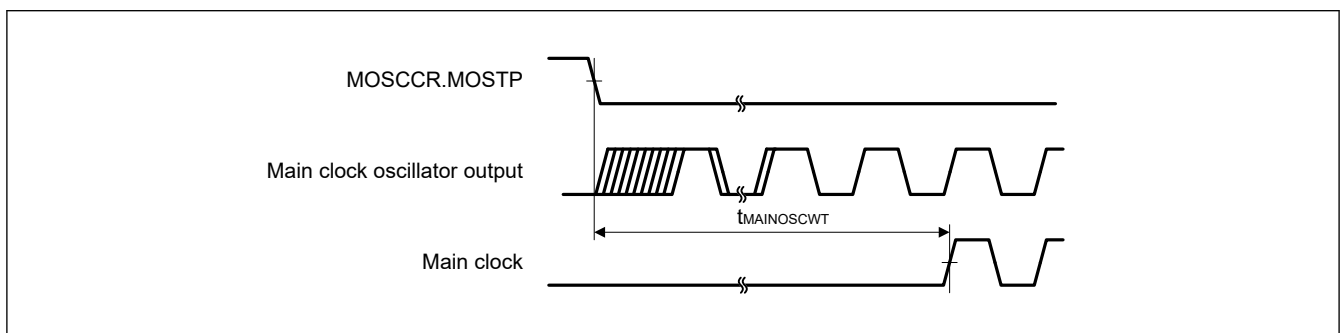 MOSCCR.MOSTP
Main clock oscillator output
tMAINOSCWT
Main clock